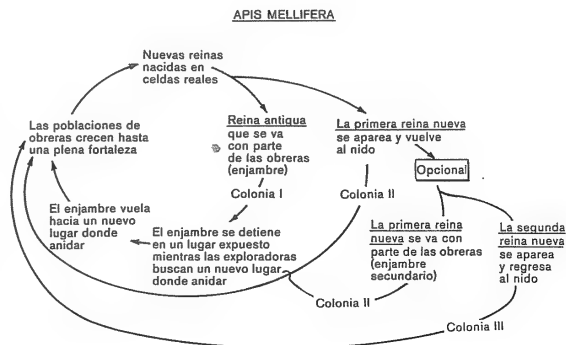 APIS MELLIFERA
Nuevas reinas
nacidas en
celdas reales
Las poblaciones de
obreras crecen hasta
una plena fortaleza
Reina antigua
que se va
con parte
de las obreras
(enjambre)
La primera reina nueva
se aparea y vuelve
al nido
Opcional
Colonia I
Colonia II
El enjambre vuela
hacia un nuevo
lugar donde
anidar
El enjambre se detiene
en un lugar expuesto
mientras las exploradoras
buscan un nuevo lugar
donde anidar
La primera reina
nueva se va con
parte de las obreras
(enjambre
secundario)
La segunda
reina nueva
se aparea
y regresa
al nido
Colonia II
Colonia III